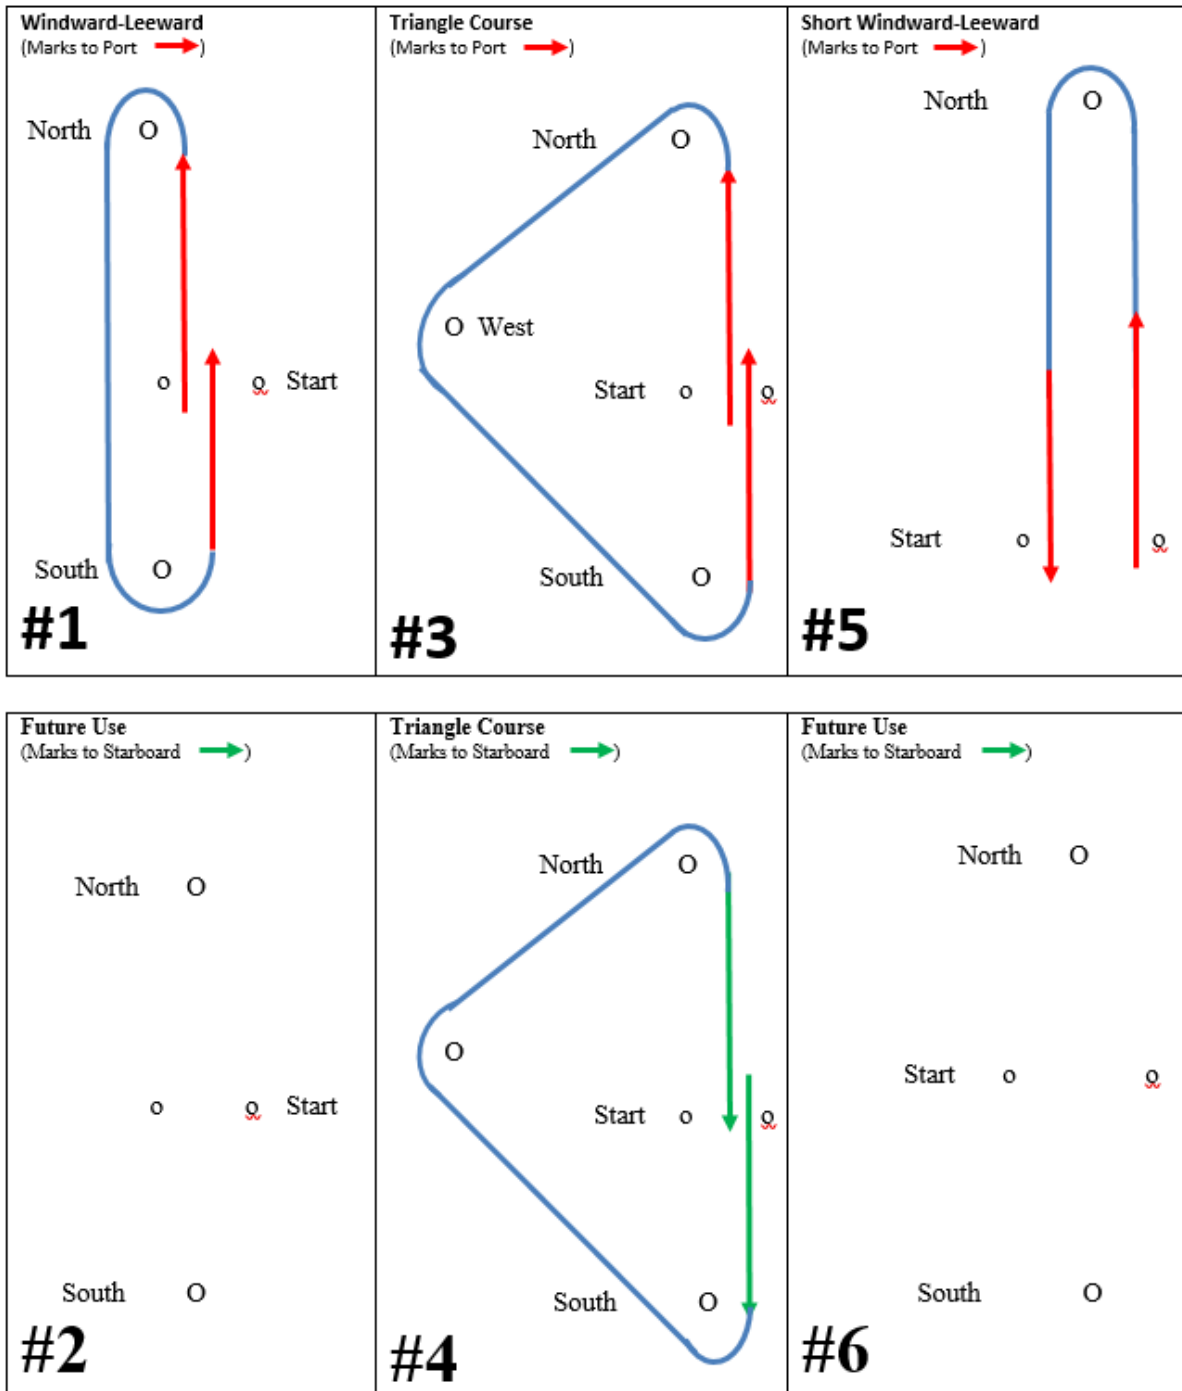 Windward-Leeward
(Marks to Port )
North
O
o
o
Start
South
O
#1
Triangle Course
(Marks to Port )
North
O
O
West
Start
o
o
South
O
#3
Short Windward-Leeward
(Marks to Port )
North
O
Start
o
o
#5
Future Use
(Marks to Starboard )
North
O
o
o
Start
South
O
#2
Triangle Course
(Marks to Starboard )
North
O
O
Start
o
o
South
O
#4
Future Use
(Marks to Starboard )
North
O
Start
o
o
South
O
#6